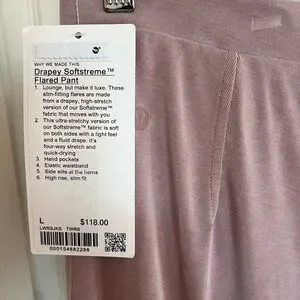 WHY WE MADE THIS
Drapey Softstreme™
Flared Pant
1. Lounge, but make it luxe. These
slim-fitting flares are made
from a drapey, high-stretch
version of our Softstreme™
fabric that moves with you
2. This ultra-stretchy version of
our Softstreme™ fabric is soft
on both sides with a light feel
and a fluid drape. It's
four-way stretch and
quick-drying
3. Hand pockets
4. Elastic waistband
5. Side slits at the hems
6. High rise, slim fit
L $118.00
LW5GJKS TWRS
000154682288